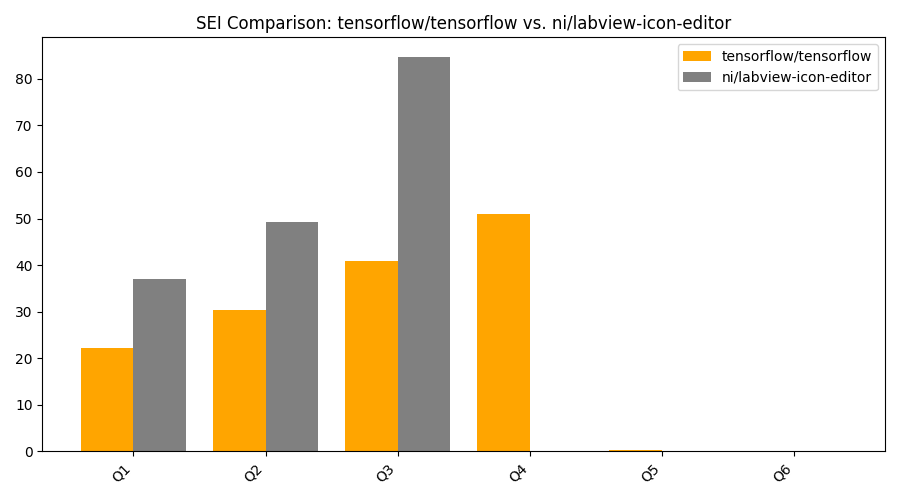 SEI Comparison: tensorflow/tensorflow vs. ni/labview-icon-editor
tensorflow/tensorflow
ni/labview-icon-editor
80
70
60
50
40
30
20
10
0
Q1 Q2 Q3 Q4 Q5 Q6